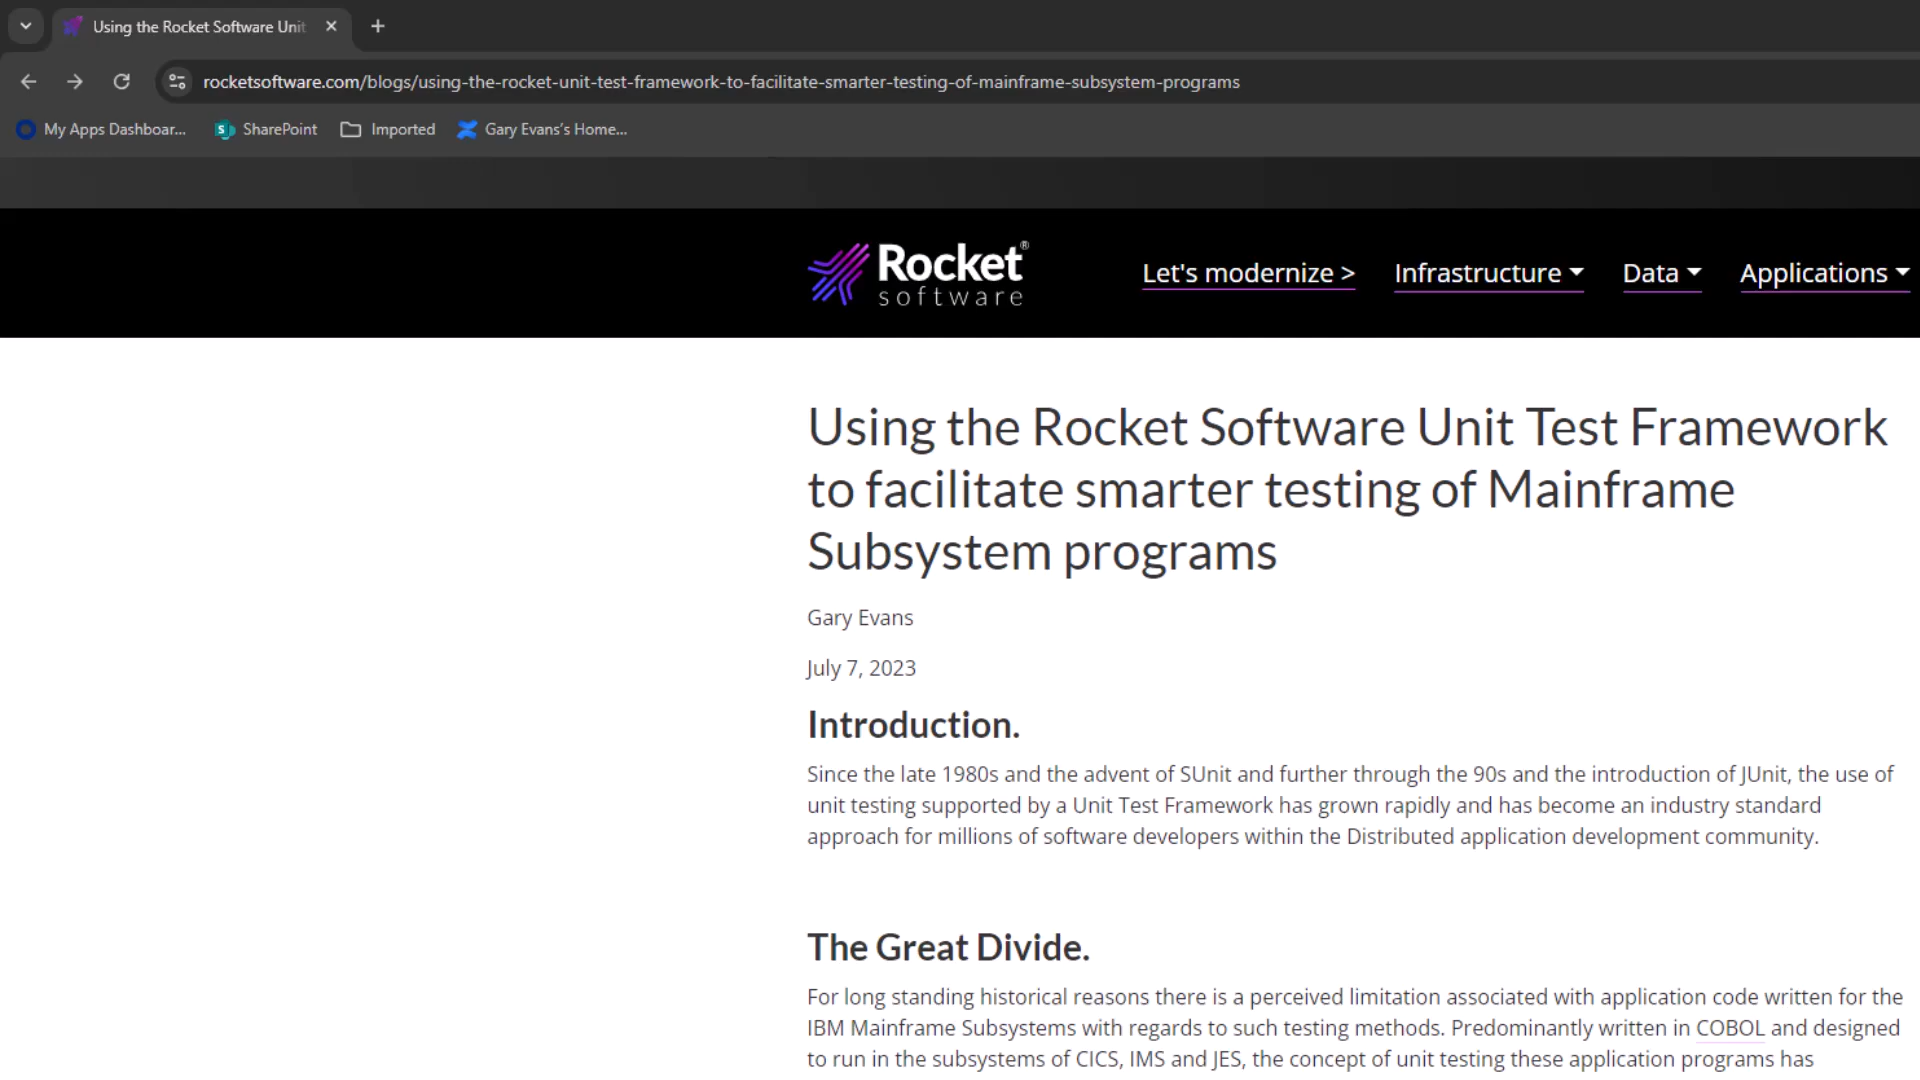 Using the Rocket Software Unit
rocketsoftware.com/blogs/using-the-rocket-unit-test-framework-to-facilitate-smarter-testing-of-mainframe-subsystem-programs
My Apps Dashboar... SharePoint Imported Gary Evans's Home...
Rocket®
software
Let's modernize > Infrastructure Data Applications
Using the Rocket Software Unit Test Framework
to facilitate smarter testing of Mainframe
Subsystem programs
Gary Evans
July 7, 2023
Introduction.
Since the late 1980s and the advent of SUnit and further through the 90s and the introduction of JUnit, the use of
unit testing supported by a Unit Test Framework has grown rapidly and has become an industry standard
approach for millions of software developers within the Distributed application development community.
The Great Divide.
For long standing historical reasons there is a perceived limitation associated with application code written for the
IBM Mainframe Subsystems with regards to such testing methods. Predominantly written in COBOL and designed
to run in the subsystems of CICS, IMS and JES, the concept of unit testing these application programs has